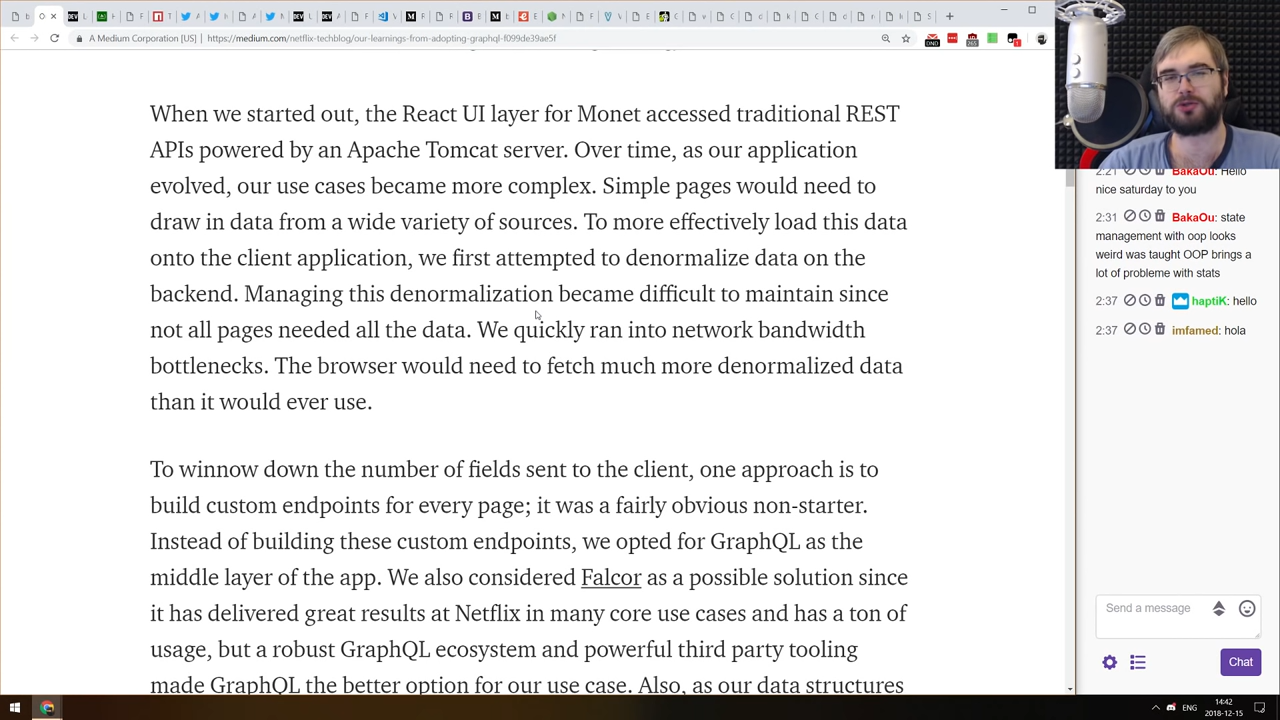 A Medium Corporation [US] | https://medium.com/netflix-techblog/our-learnings-from-adopting-graphql-f099de39ae5f
When we started out, the React UI layer for Monet accessed traditional REST
APIs powered by an Apache Tomcat server. Over time, as our application
evolved, our use cases became more complex. Simple pages would need to
draw in data from a wide variety of sources. To more effectively load this data
onto the client application, we first attempted to denormalize data on the
backend. Managing this denormalization became difficult to maintain since
not all pages needed all the data. We quickly ran into network bandwidth
bottlenecks. The browser would need to fetch much more denormalized data
than it would ever use.
To winnow down the number of fields sent to the client, one approach is to
build custom endpoints for every page; it was a fairly obvious non-starter.
Instead of building these custom endpoints, we opted for GraphQL as the
middle layer of the app. We also considered Falcor as a possible solution since
it has delivered great results at Netflix in many core use cases and has a ton of
usage, but a robust GraphQL ecosystem and powerful third party tooling
made GraphQL the better option for our use case. Also, as our data structures
2:21 BakaOu: Hello
nice saturday to you
2:31 BakaOu: state
management with oop looks
weird was taught OOP brings a
lot of probleme with stats
2:37 haptiK: hello
2:37 imfamed: hola
Send a message
Chat
ENG
14:42
2018-12-15